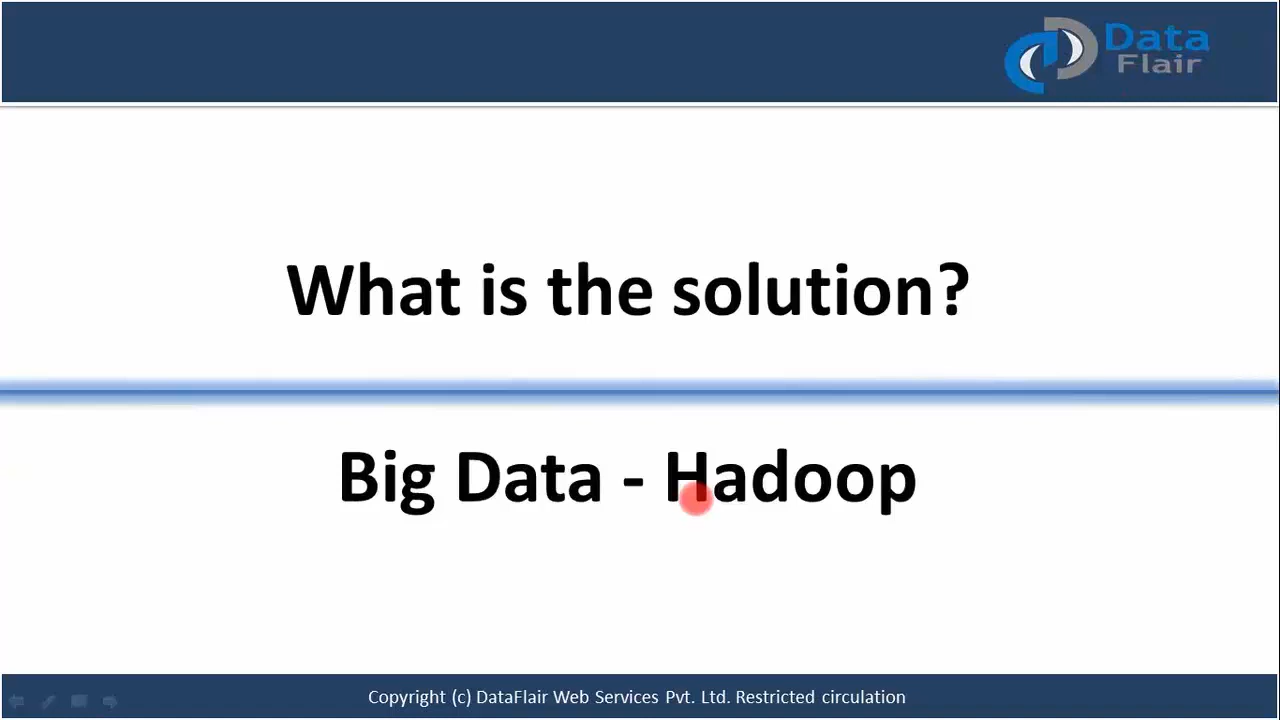 Data
Flair
What is the solution?
Big Data - Hadoop
Copyright (c) DataFlair Web Services Pvt. Ltd. Restricted circulation